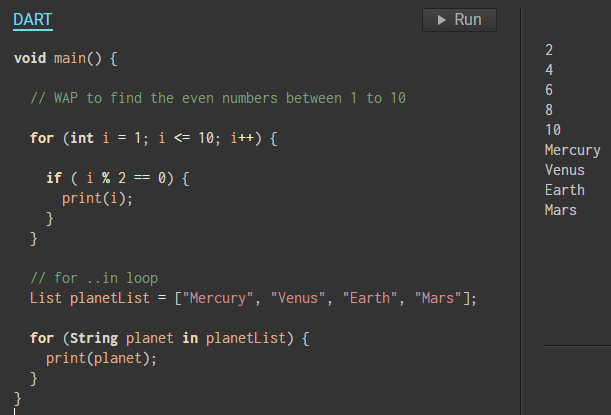 DART
Run
void main() {
// WAP to find the even numbers between 1 to 10
for (int i = 1; i <= 10; i++) {
if ( i % 2 == 0) {
print(i);
}
}
// for ..in loop
List planetList = ["Mercury", "Venus", "Earth", "Mars"];
for (String planet in planetList) {
print(planet);
}
}
2
4
6
8
10
Mercury
Venus
Earth
Mars